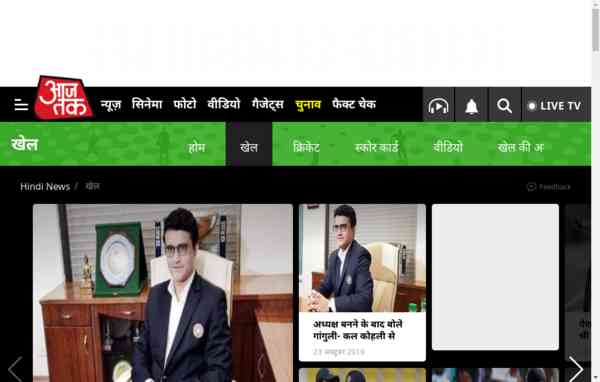 आज तक
न्यूज़ सिनेमा फोटो वीडियो गैजेट्स चुनाव फैक्ट चेक LIVE TV
खेल होम खेल क्रिकेट स्कोर कार्ड वीडियो खेल की
Hindi News / खेल Feedback
अध्यक्ष बनने के बाद बोले
गांगुली- कल कोहली से
23 अक्टूबर 2019